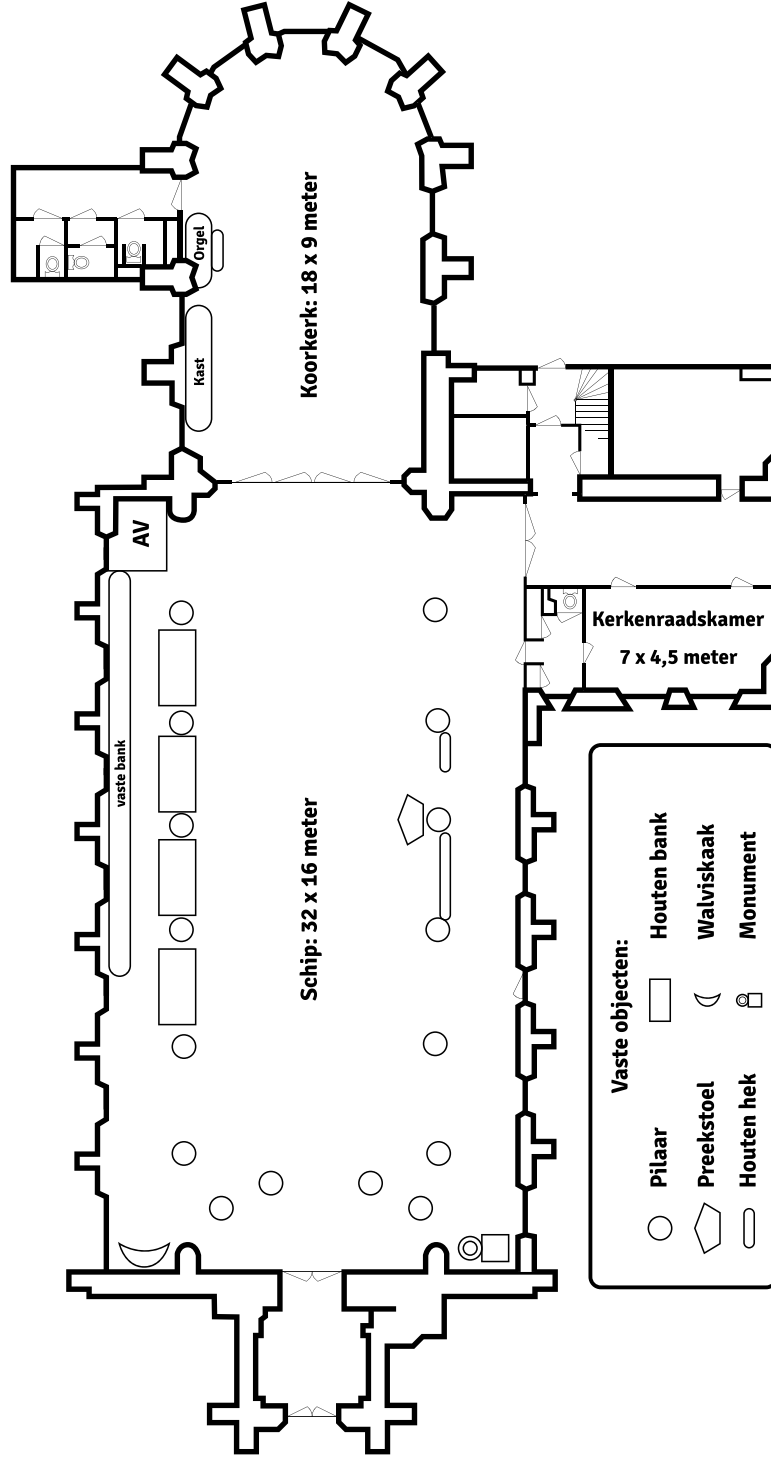 Orgel
Koorkerk: 18 x 9 meter
Kast
AV
Kerkenraadskamer
7 x 4,5 meter
vaste bank
Schip: 32 x 16 meter
Vaste objecten:
Pilaar
Houten bank
Preekstoel
Walviskaak
Houten hek
Monument